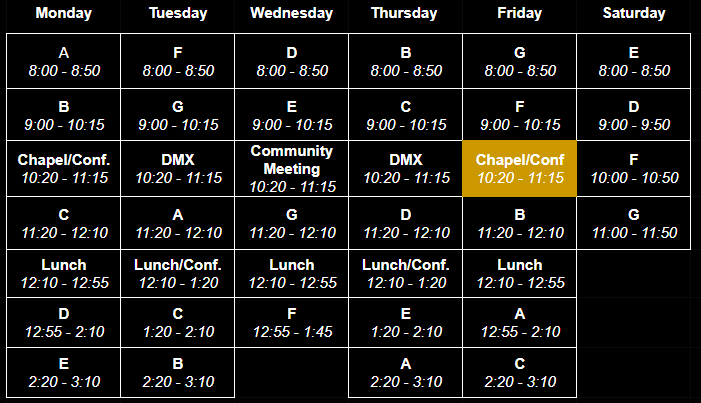 Monday Tuesday Wednesday Thursday Friday Saturday
A F D B G E
8:00 - 8:50 8:00 - 8:50 8:00 - 8:50 8:00 - 8:50 8:00 - 8:50 8:00 - 8:50
B G E C F D
9:00 - 10:15 9:00 - 10:15 9:00 - 10:15 9:00 - 10:15 9:00 - 10:15 9:00 - 9:50
Chapel/Conf. DMX Community Meeting DMX Chapel/Conf F
10:20 - 11:15 10:20 - 11:15 10:20 - 11:15 10:20 - 11:15 10:20 - 11:15 10:00 - 10:50
C A G D B G
11:20 - 12:10 11:20 - 12:10 11:20 - 12:10 11:20 - 12:10 11:20 - 12:10 11:00 - 11:50
Lunch Lunch/Conf. Lunch Lunch/Conf. Lunch
12:10 - 12:55 12:10 - 1:20 12:10 - 12:55 12:10 - 1:20 12:10 - 12:55
D C F E A
12:55 - 2:10 1:20 - 2:10 12:55 - 1:45 1:20 - 2:10 12:55 - 2:10
E B A C
2:20 - 3:10 2:20 - 3:10 2:20 - 3:10 2:20 - 3:10